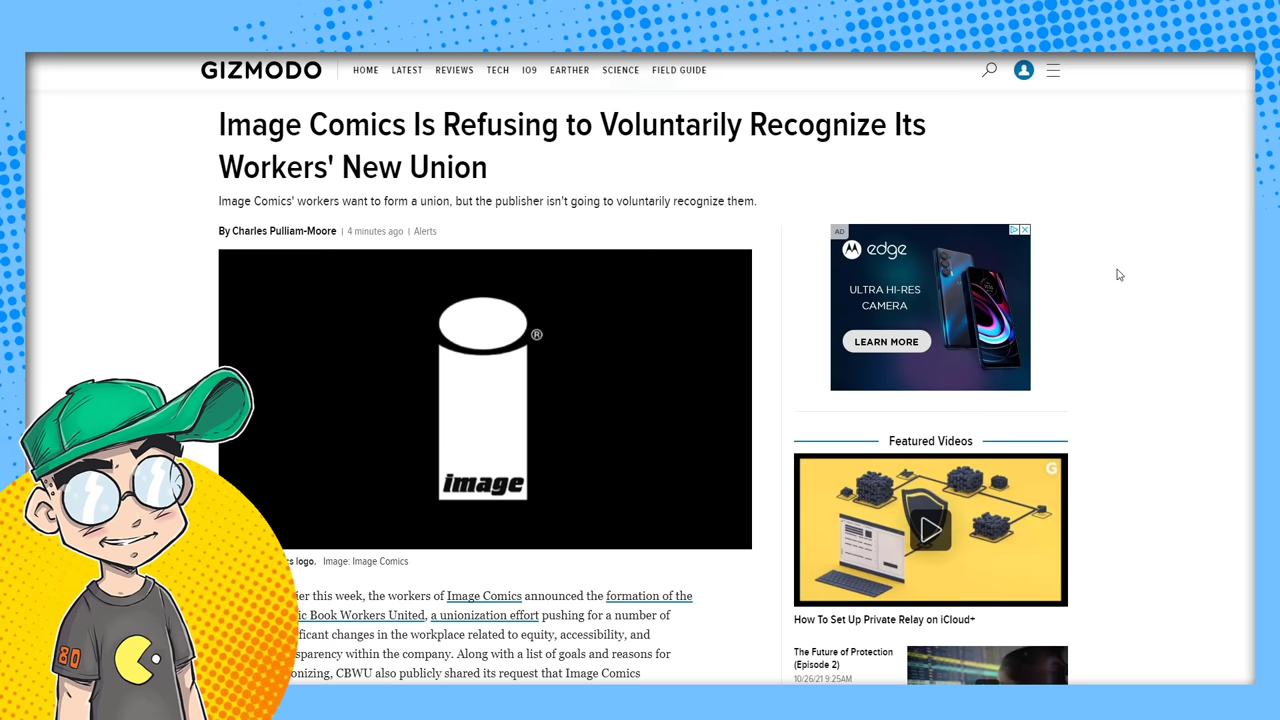 GIZMODO
HOME LATEST REVIEWS TECH IO9 EARTHER SCIENCE FIELD GUIDE
Image Comics Is Refusing to Voluntarily Recognize Its
Workers' New Union
Image Comics' workers want to form a union, but the publisher isn't going to voluntarily recognize them.
By Charles Pulliam-Moore | 4 minutes ago | Alerts
®
image
logo. Image: Image Comics
this week, the workers of Image Comics announced the formation of the
Book Workers United, a unionization effort pushing for a number of
changes in the workplace related to equity, accessibility, and
within the company. Along with a list of goals and reasons for
CBWU also publicly shared its request that Image Comics
AD
edge
ULTRA HI-RES
CAMERA
LEARN MORE
Featured Videos
G
How To Set Up Private Relay on iCloud+
The Future of Protection
(Episode 2)
10/26/21 9:25AM
80